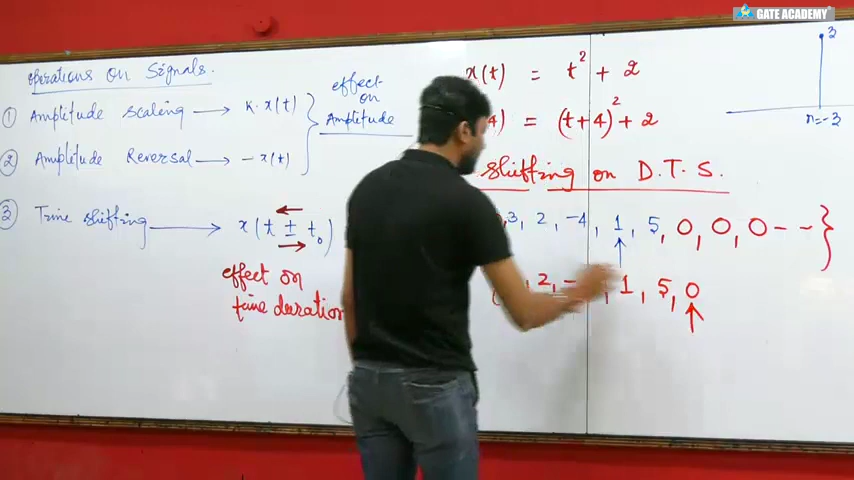 GATE ACADEMY
operations on Signals.
① Amplitude scaling → K. x(t)
② Amplitude Reversal → - x(t)
effect
on
Amplitude
③ Time shifting → x(t ± t₀)
effect on
time duration
x(t) = t² + 2
4) = (t+4)² + 2
shifting on D.T.S.
3, 2, -4, 1, 5, 0, 0, 0 - - }
, 2, - , 1, 5, 0
3
n=-3